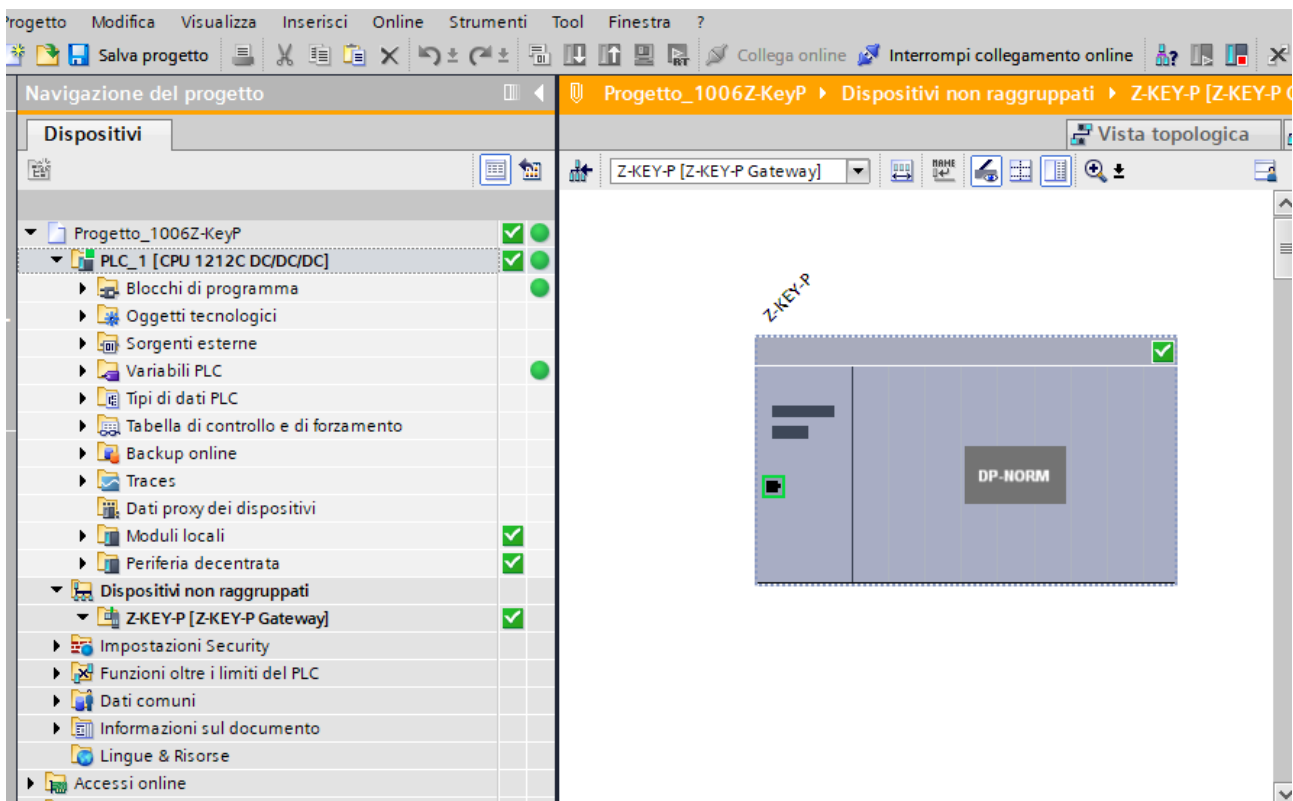 rogetto Modifica Visualizza Inserisci Online Strumenti Tool Finestra ?
Salva progetto Collega online Interrompi collegamento online
Navigazione del progetto
Progetto_1006Z-KeyP Dispositivi non raggruppati Z-KEY-P [Z-KEY-P
Dispositivi
Vista topologica
Z-KEY-P [Z-KEY-P Gateway]
Progetto_1006Z-KeyP
PLC_1 [CPU 1212C DC/DC/DC]
Blocchi di programma
Oggetti tecnologici
Sorgenti esterne
Variabili PLC
Tipi di dati PLC
Tabella di controllo e di forzamento
Backup online
Traces
Dati proxy dei dispositivi
Moduli locali
Periferia decentrata
Dispositivi non raggruppati
Z-KEY-P [Z-KEY-P Gateway]
Impostazioni Security
Funzioni oltre i limiti del PLC
Dati comuni
Informazioni sul documento
Lingue & Risorse
Accessi online
Z-KEY-P
DP-NORM